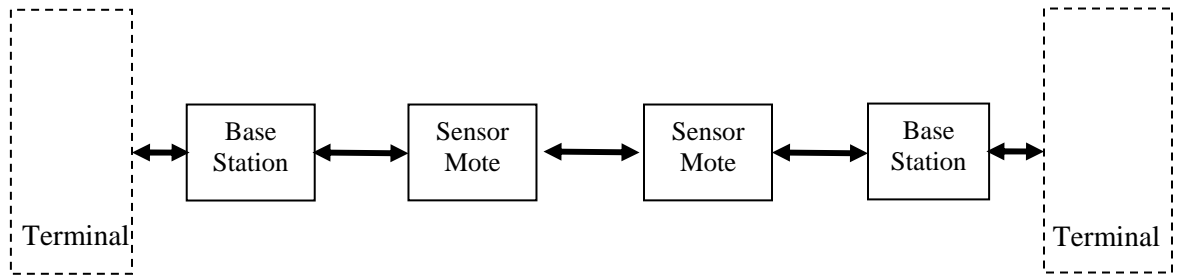 Base
Station
Sensor
Mote
Sensor
Mote
Base
Station
Terminal
Terminal